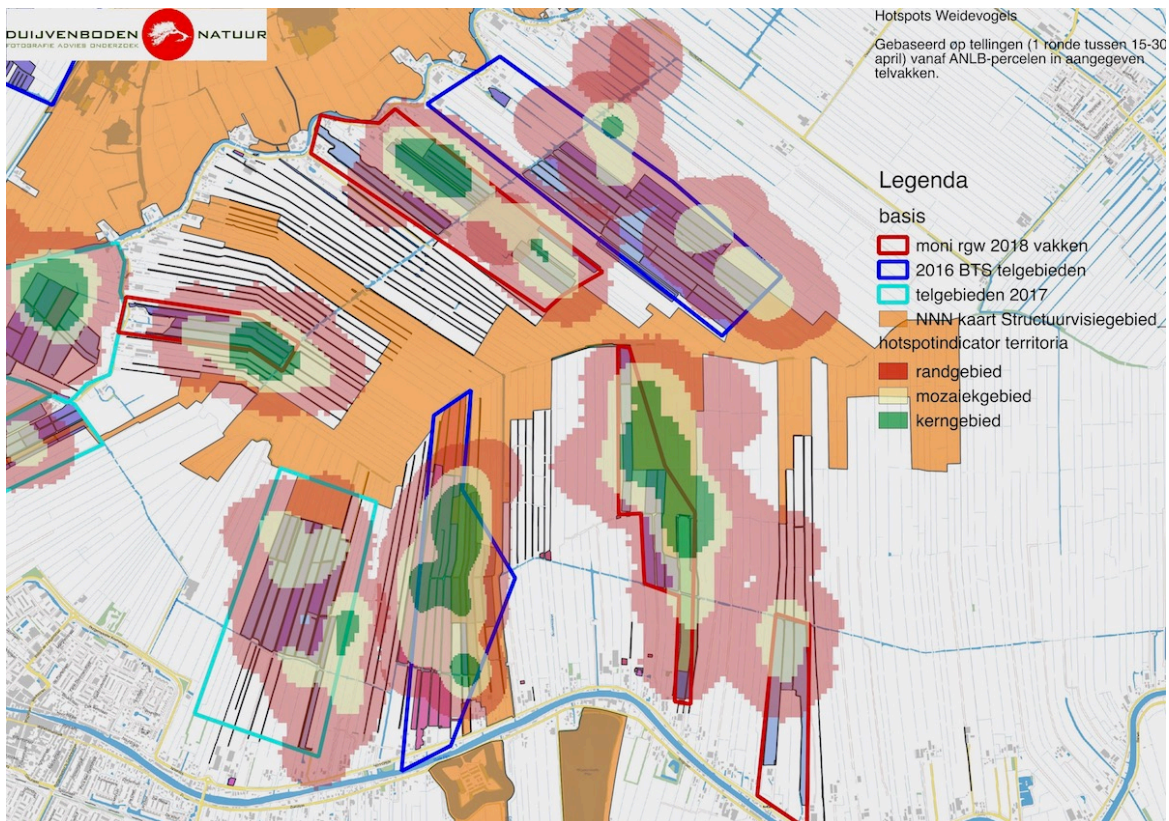 DUIJVENBODEN NATUUR
FOTOGRAFIE ADVIES ONDERZOEK
Hotspots Weidevogels
Gebaseerd op tellingen (1 ronde tussen 15-30
april) vanaf ANLB-percelen in aangegeven
telvakken.
Legenda
basis
moni rgw 2018 vakken
2016 BTS telgebieden
telgebieden 2017
NNN kaart Structuurvisiegebied
hotspotindicator territoria
randgebied
mozaiekgebied
kerngebied